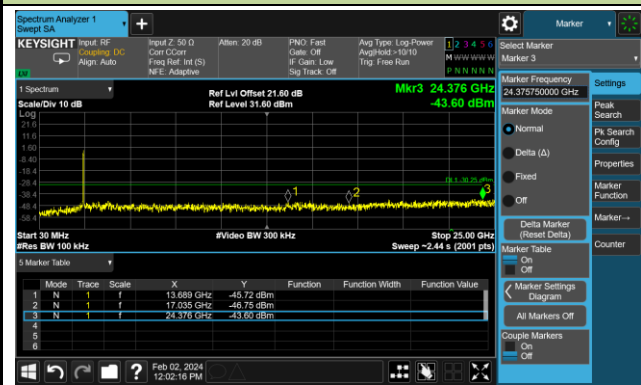 Spectrum Analyzer 1
Swept SA
Marker
KEYSIGHT
Input: RF
Coupling: DC
Align: Auto
Input Z: 50 Ω
Corr CCorr
Freq Ref: Int (S)
NFE: Adaptive
Atten: 20 dB
PNO: Fast
Gate: Off
IF Gain: Low
Sig Track: Off
Avg Type: Log-Power
Avg|Hold:>10/10
Trig: Free Run
1 2 3 4 5 6
M W W W W W
P N N N N N
Select Marker
Marker 3
1 Spectrum
Scale/Div 10 dB
Ref Lvl Offset 21.60 dB
Ref Level 31.60 dBm
Mkr3 24.376 GHz
-43.60 dBm
Log
21.6
11.6
1.60
-8.40
-18.4
-28.4
-38.4
-48.4
-58.4
DL1 -30.25 dBm
1
2
3
Start 30 MHz
#Res BW 100 kHz
#Video BW 300 kHz
Stop 25.00 GHz
Sweep ~2.44 s (2001 pts)
5 Marker Table
Mode Trace Scale X Y Function Function Width Function Value
1 N 1 f 13.689 GHz -45.72 dBm
2 N 1 f 17.035 GHz -46.75 dBm
3 N 1 f 24.376 GHz -43.60 dBm
4
5
6
Feb 02, 2024
12:02:16 PM
Marker Frequency
24.375750000 GHz
Marker Mode
Normal
Delta (Δ)
Fixed
Off
Delta Marker
(Reset Delta)
Marker Table
On
Off
Marker Settings
Diagram
All Markers Off
Couple Markers
On
Off
Settings
Peak
Search
Pk Search
Config
Properties
Marker
Function
Marker→
Counter